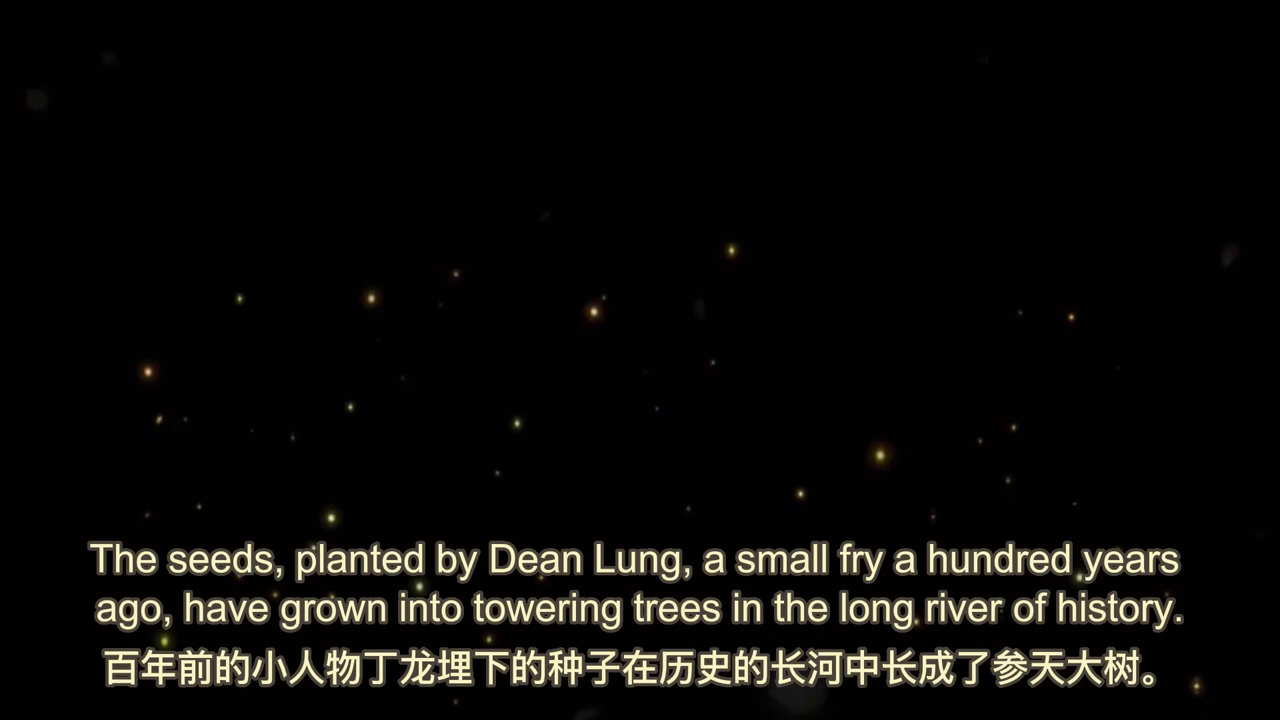 The seeds, planted by Dean Lung, a small fry a hundred years
ago, have grown into towering trees in the long river of history.
百年前的小人物丁龙埋下的种子在历史的长河中长成了参天大树。